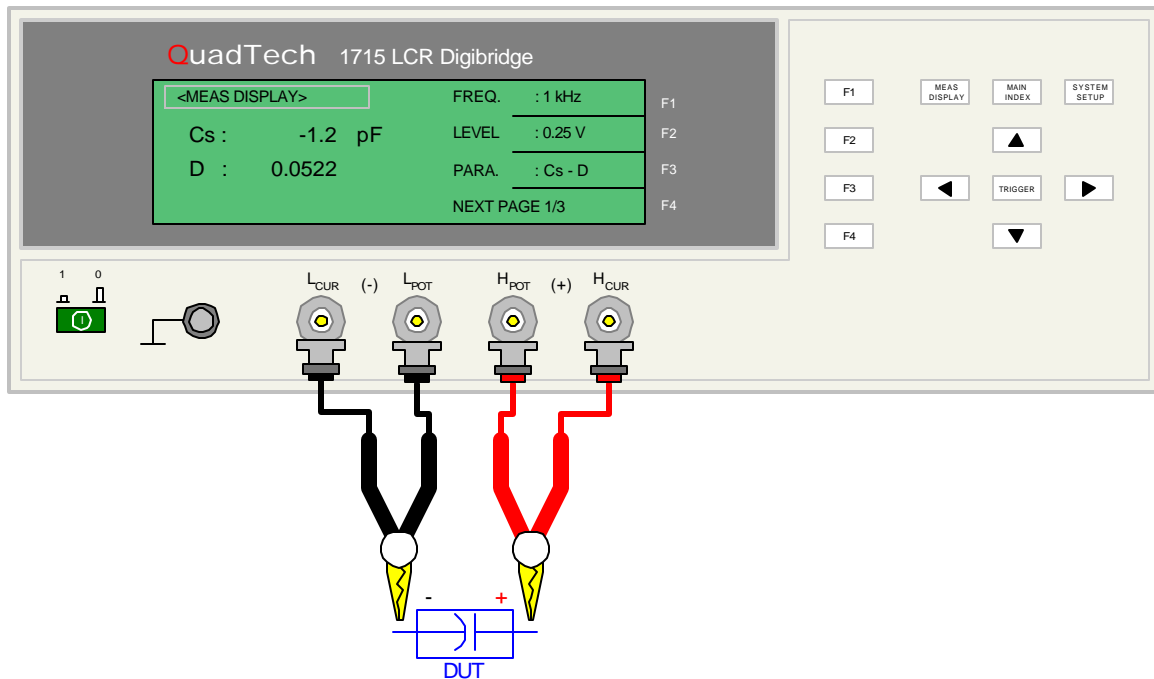 QuadTech 1715 LCR Digibridge
<MEAS DISPLAY>
Cs : -1.2 pF
D : 0.0522
FREQ. : 1 kHz
LEVEL : 0.25 V
PARA. : Cs - D
NEXT PAGE 1/3
F1
F2
F3
F4
F1
MEAS DISPLAY
MAIN INDEX
SYSTEM SETUP
F2
F3
TRIGGER
F4
1 0
I
LCUR (-) LPOT HPOT (+) HCUR
- +
DUT